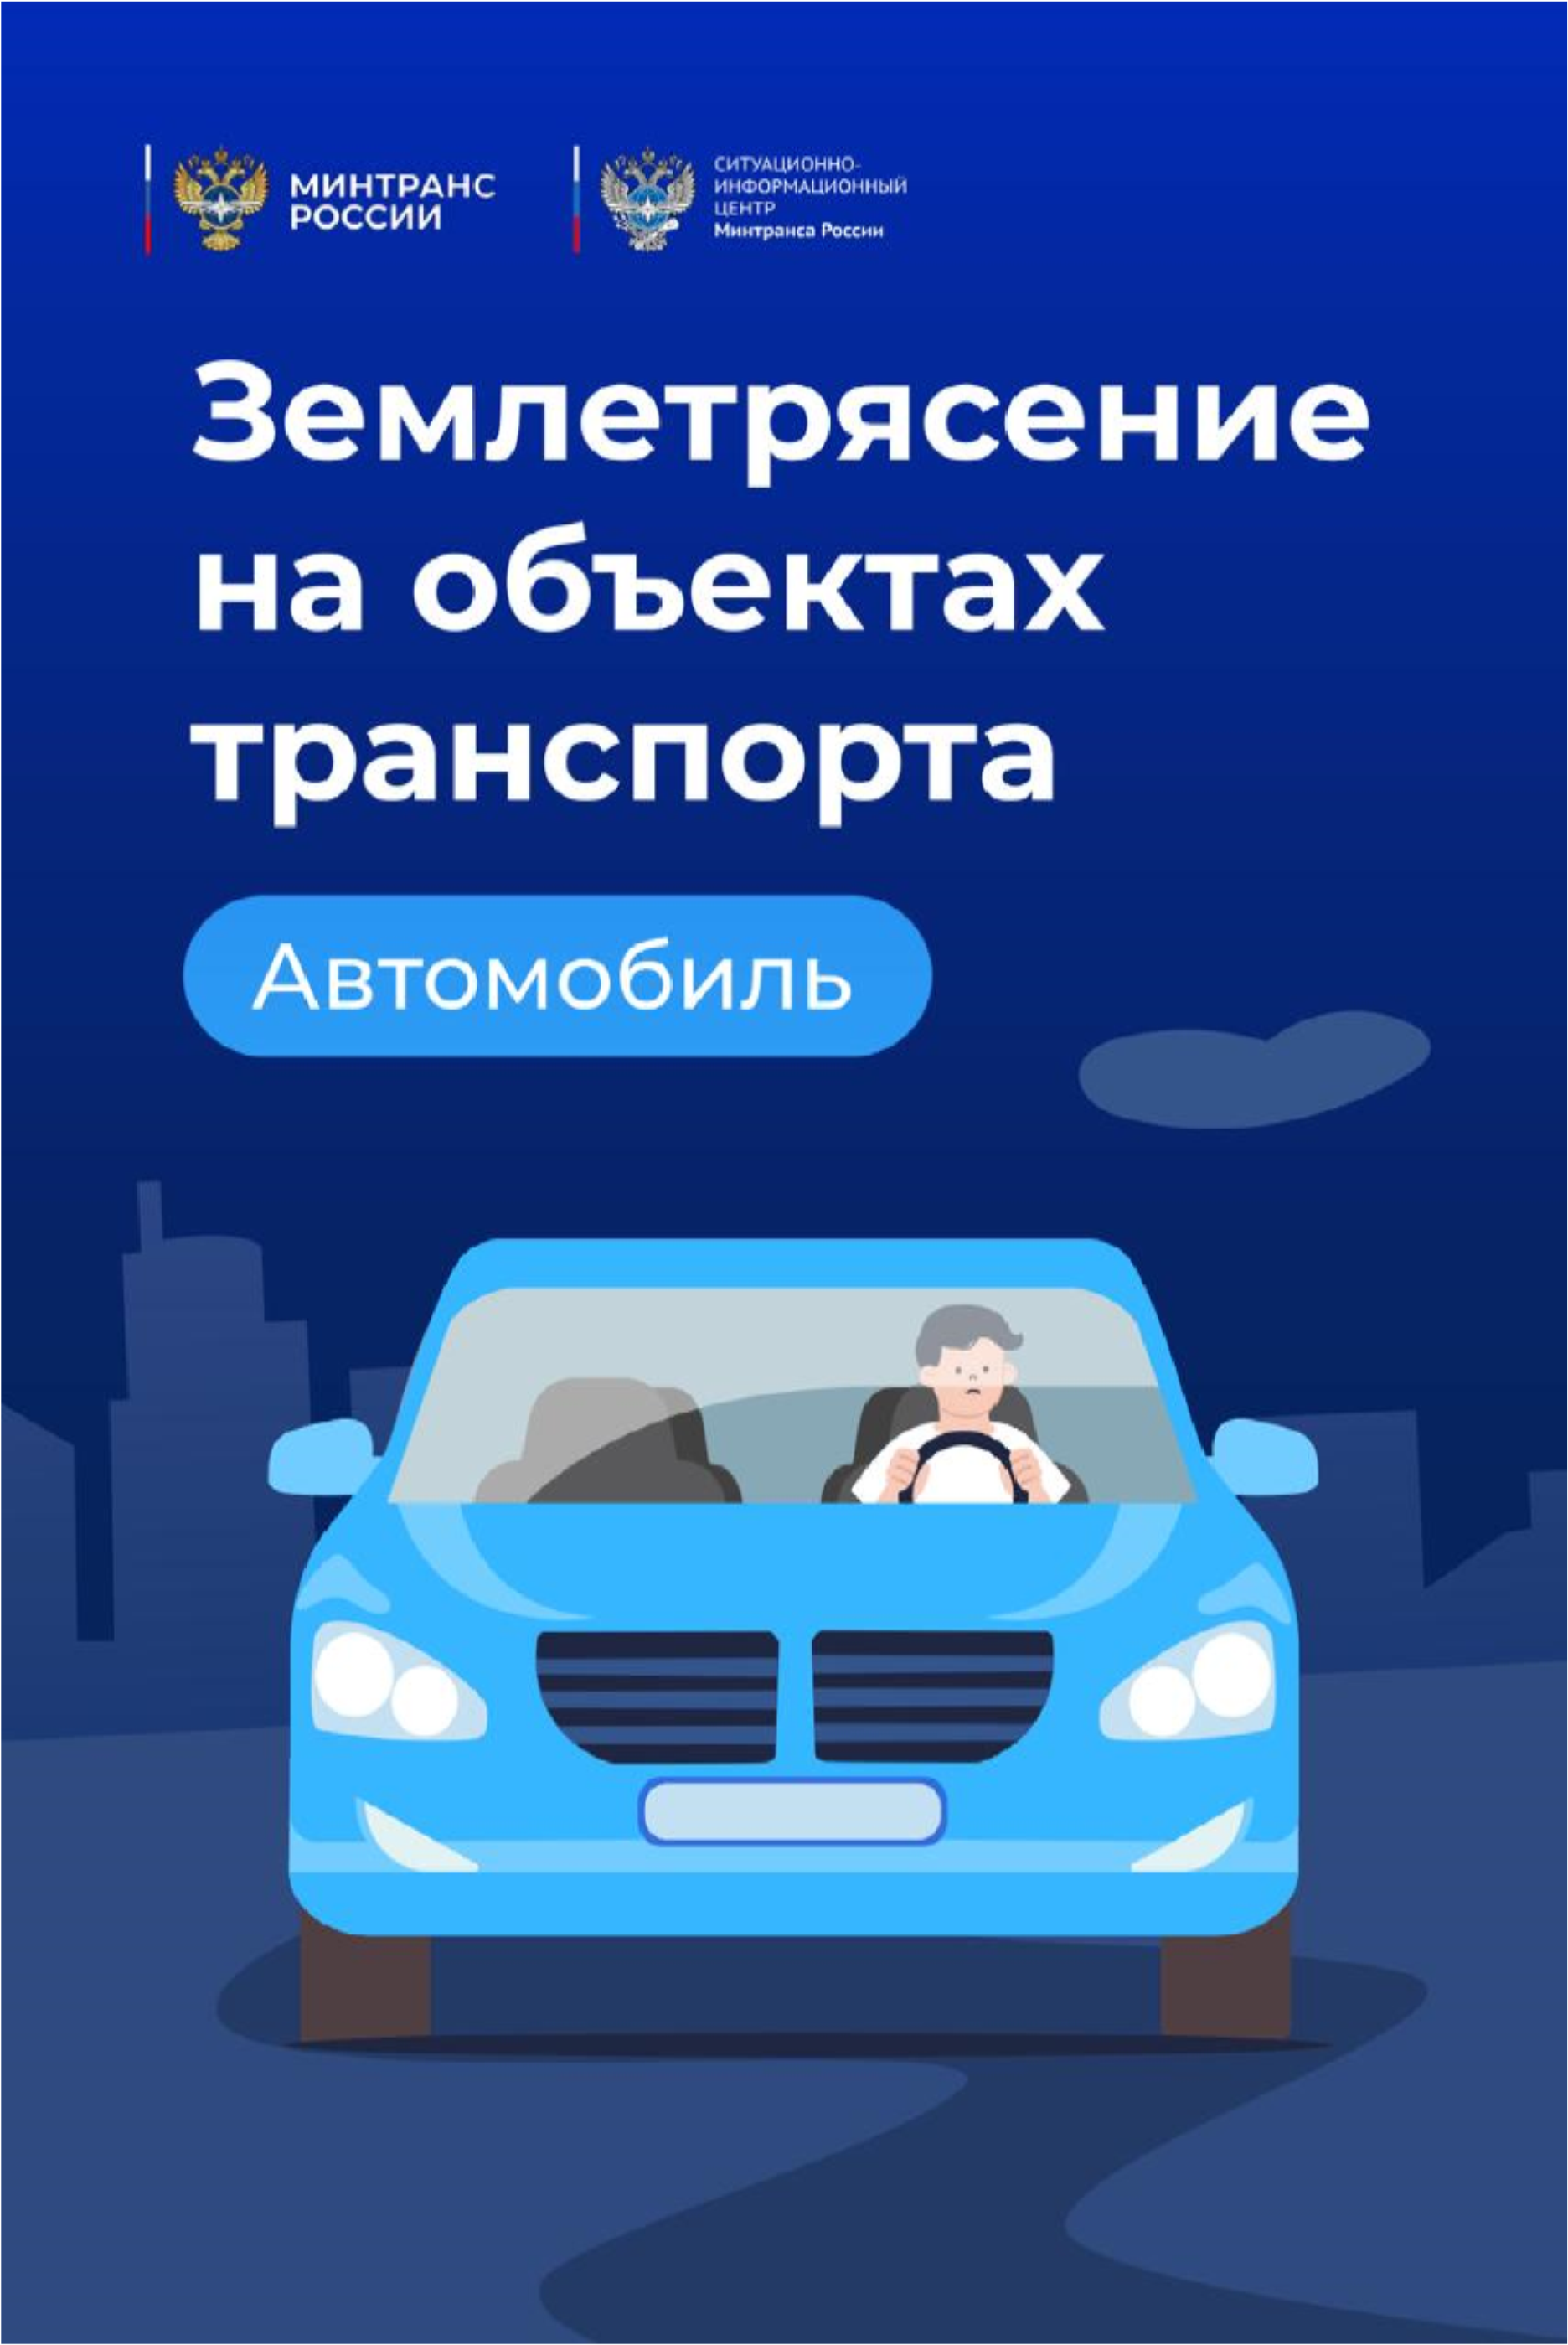 МИНТРАНС
РОССИИ
СИТУАЦИОННО-
ИНФОРМАЦИОННЫЙ
ЦЕНТР
Минтранса России
Землетрясение
на объектах
транспорта
Автомобиль